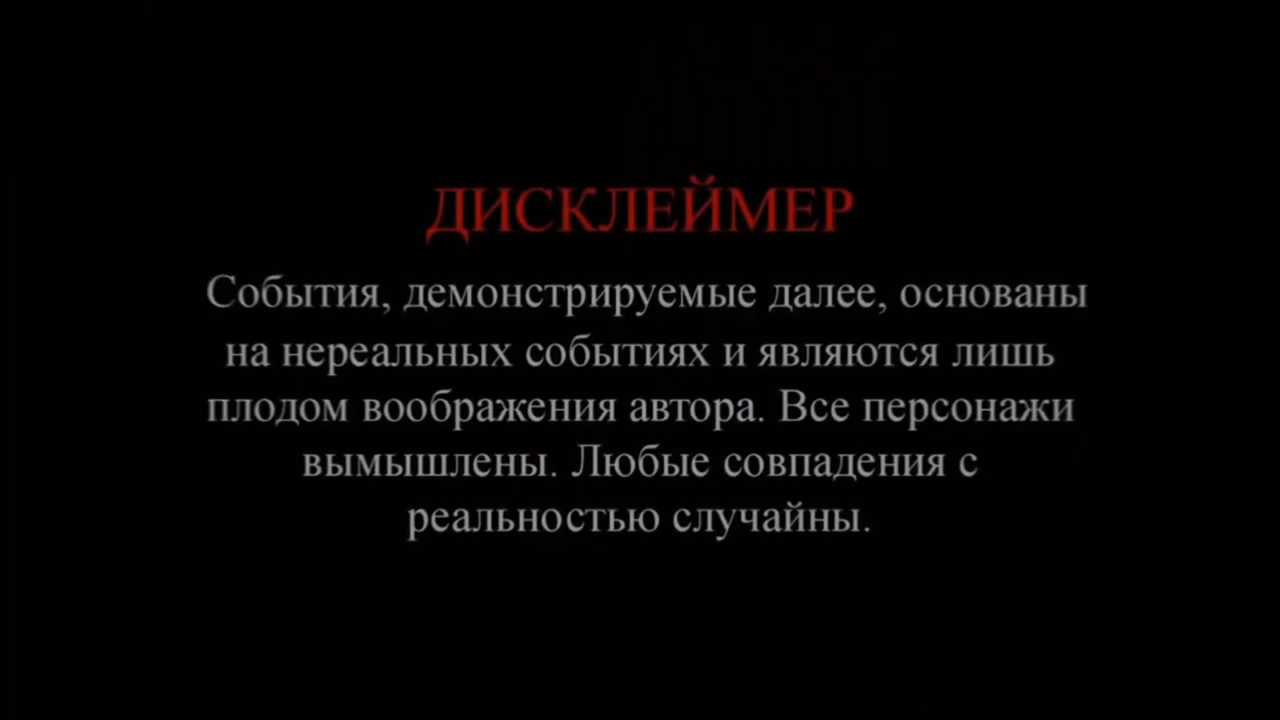 ДИСКЛЕЙМЕР
События, демонстрируемые далее, основаны
на нереальных событиях и являются лишь
плодом воображения автора. Все персонажи
вымышлены. Любые совпадения с
реальностью случайны.